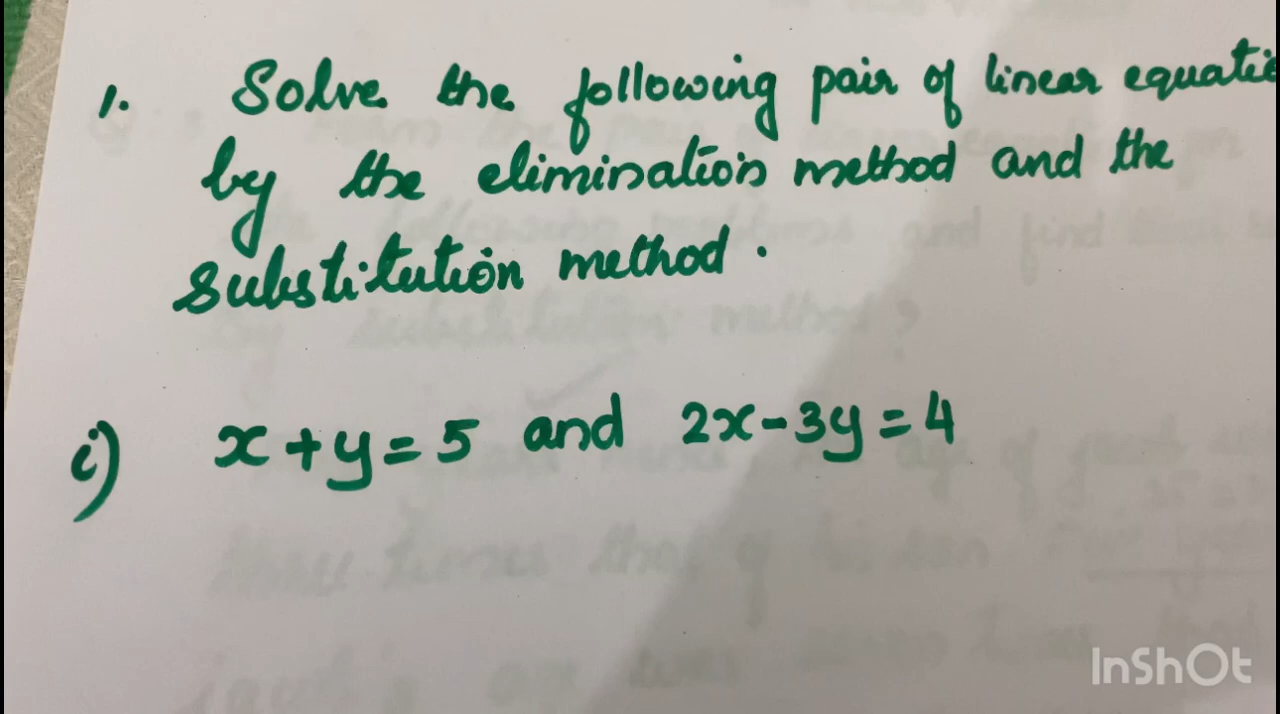 1. Solve the following pair of linear equatio
by the elimination method and the
substitution method.
i) x+y=5 and 2x-3y=4
InShOt